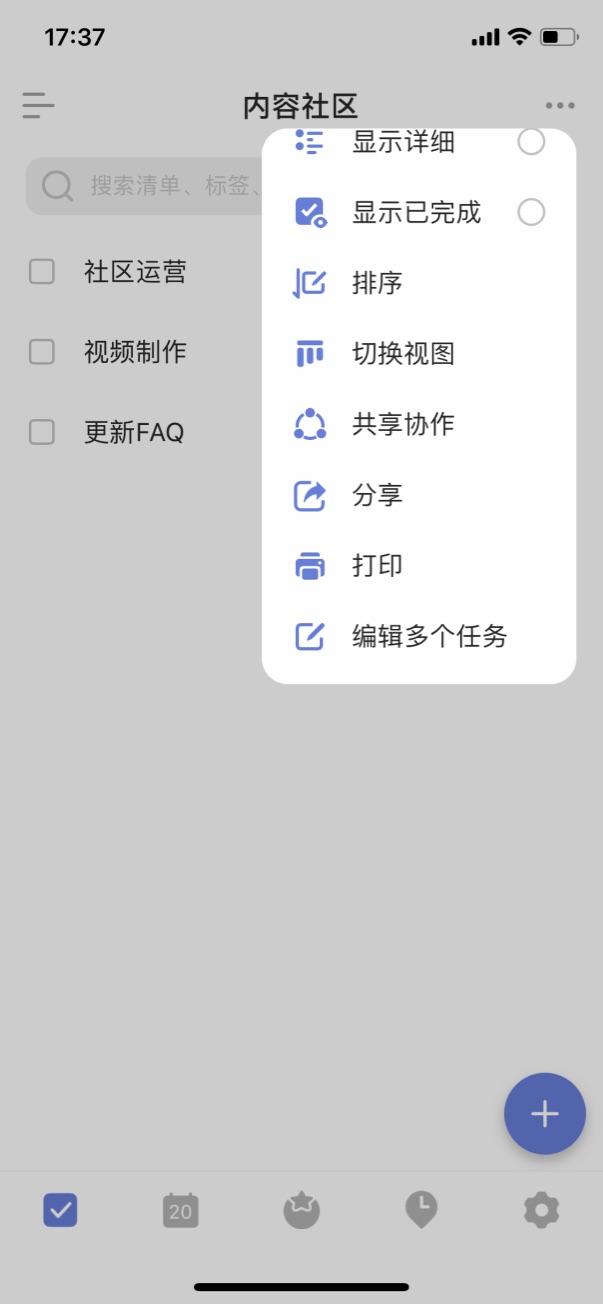 17:37
内容社区
搜索清单、标签、
显示详细
显示已完成
社区运营
排序
视频制作
切换视图
共享协作
更新FAQ
分享
打印
编辑多个任务
20